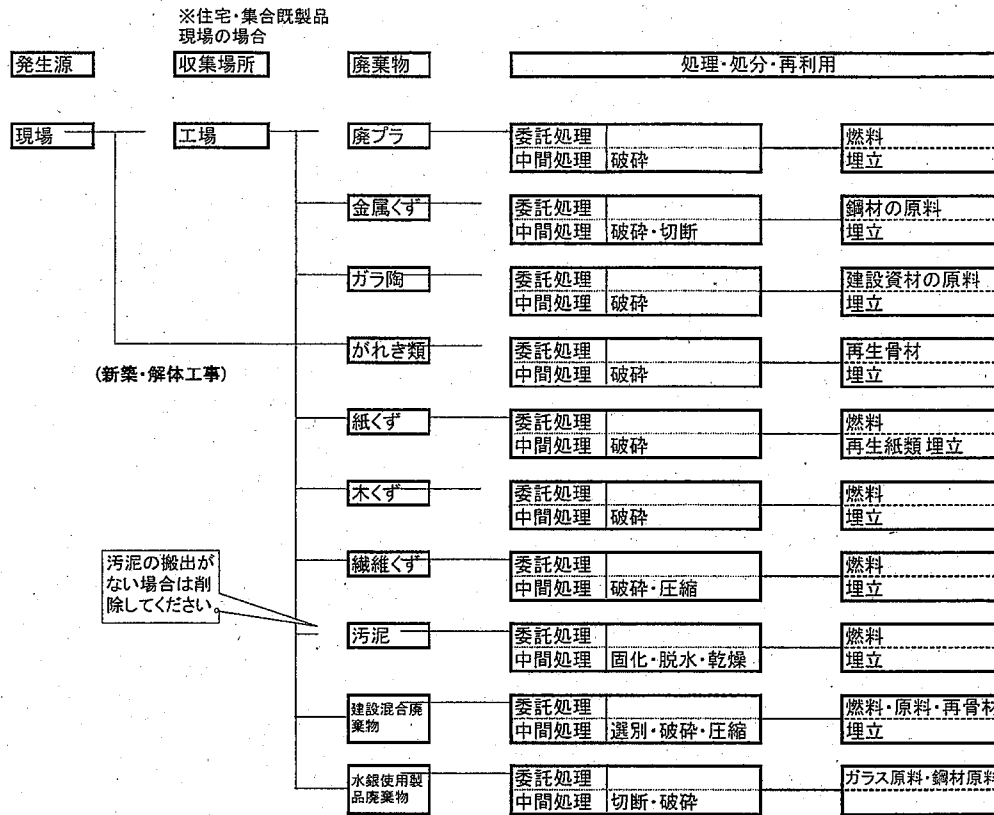 ※住宅・集合既製品
現場の場合
発生源 収集場所 廃棄物 処理・処分・再利用
現場 工場 廃プラ 委託処理 燃料
中間処理 破砕 埋立
金属くず 委託処理 鋼材の原料
中間処理 破砕・切断 埋立
ガラ陶 委託処理 建設資材の原料
中間処理 破砕 埋立
がれき類 委託処理 再生骨材
中間処理 破砕 埋立
(新築・解体工事)
紙くず 委託処理 燃料
中間処理 破砕 再生紙類 埋立
木くず 委託処理 燃料
中間処理 破砕 埋立
汚泥の搬出が
ない場合は削
除してください。
繊維くず 委託処理 燃料
中間処理 破砕・圧縮 埋立
汚泥 委託処理 燃料
中間処理 固化・脱水・乾燥 埋立
建設混合廃
棄物
委託処理 燃料・原料・再骨材
中間処理 選別・破砕・圧縮 埋立
水銀使用製
品廃棄物
委託処理 ガラス原料・鋼材原料
中間処理 切断・破砕